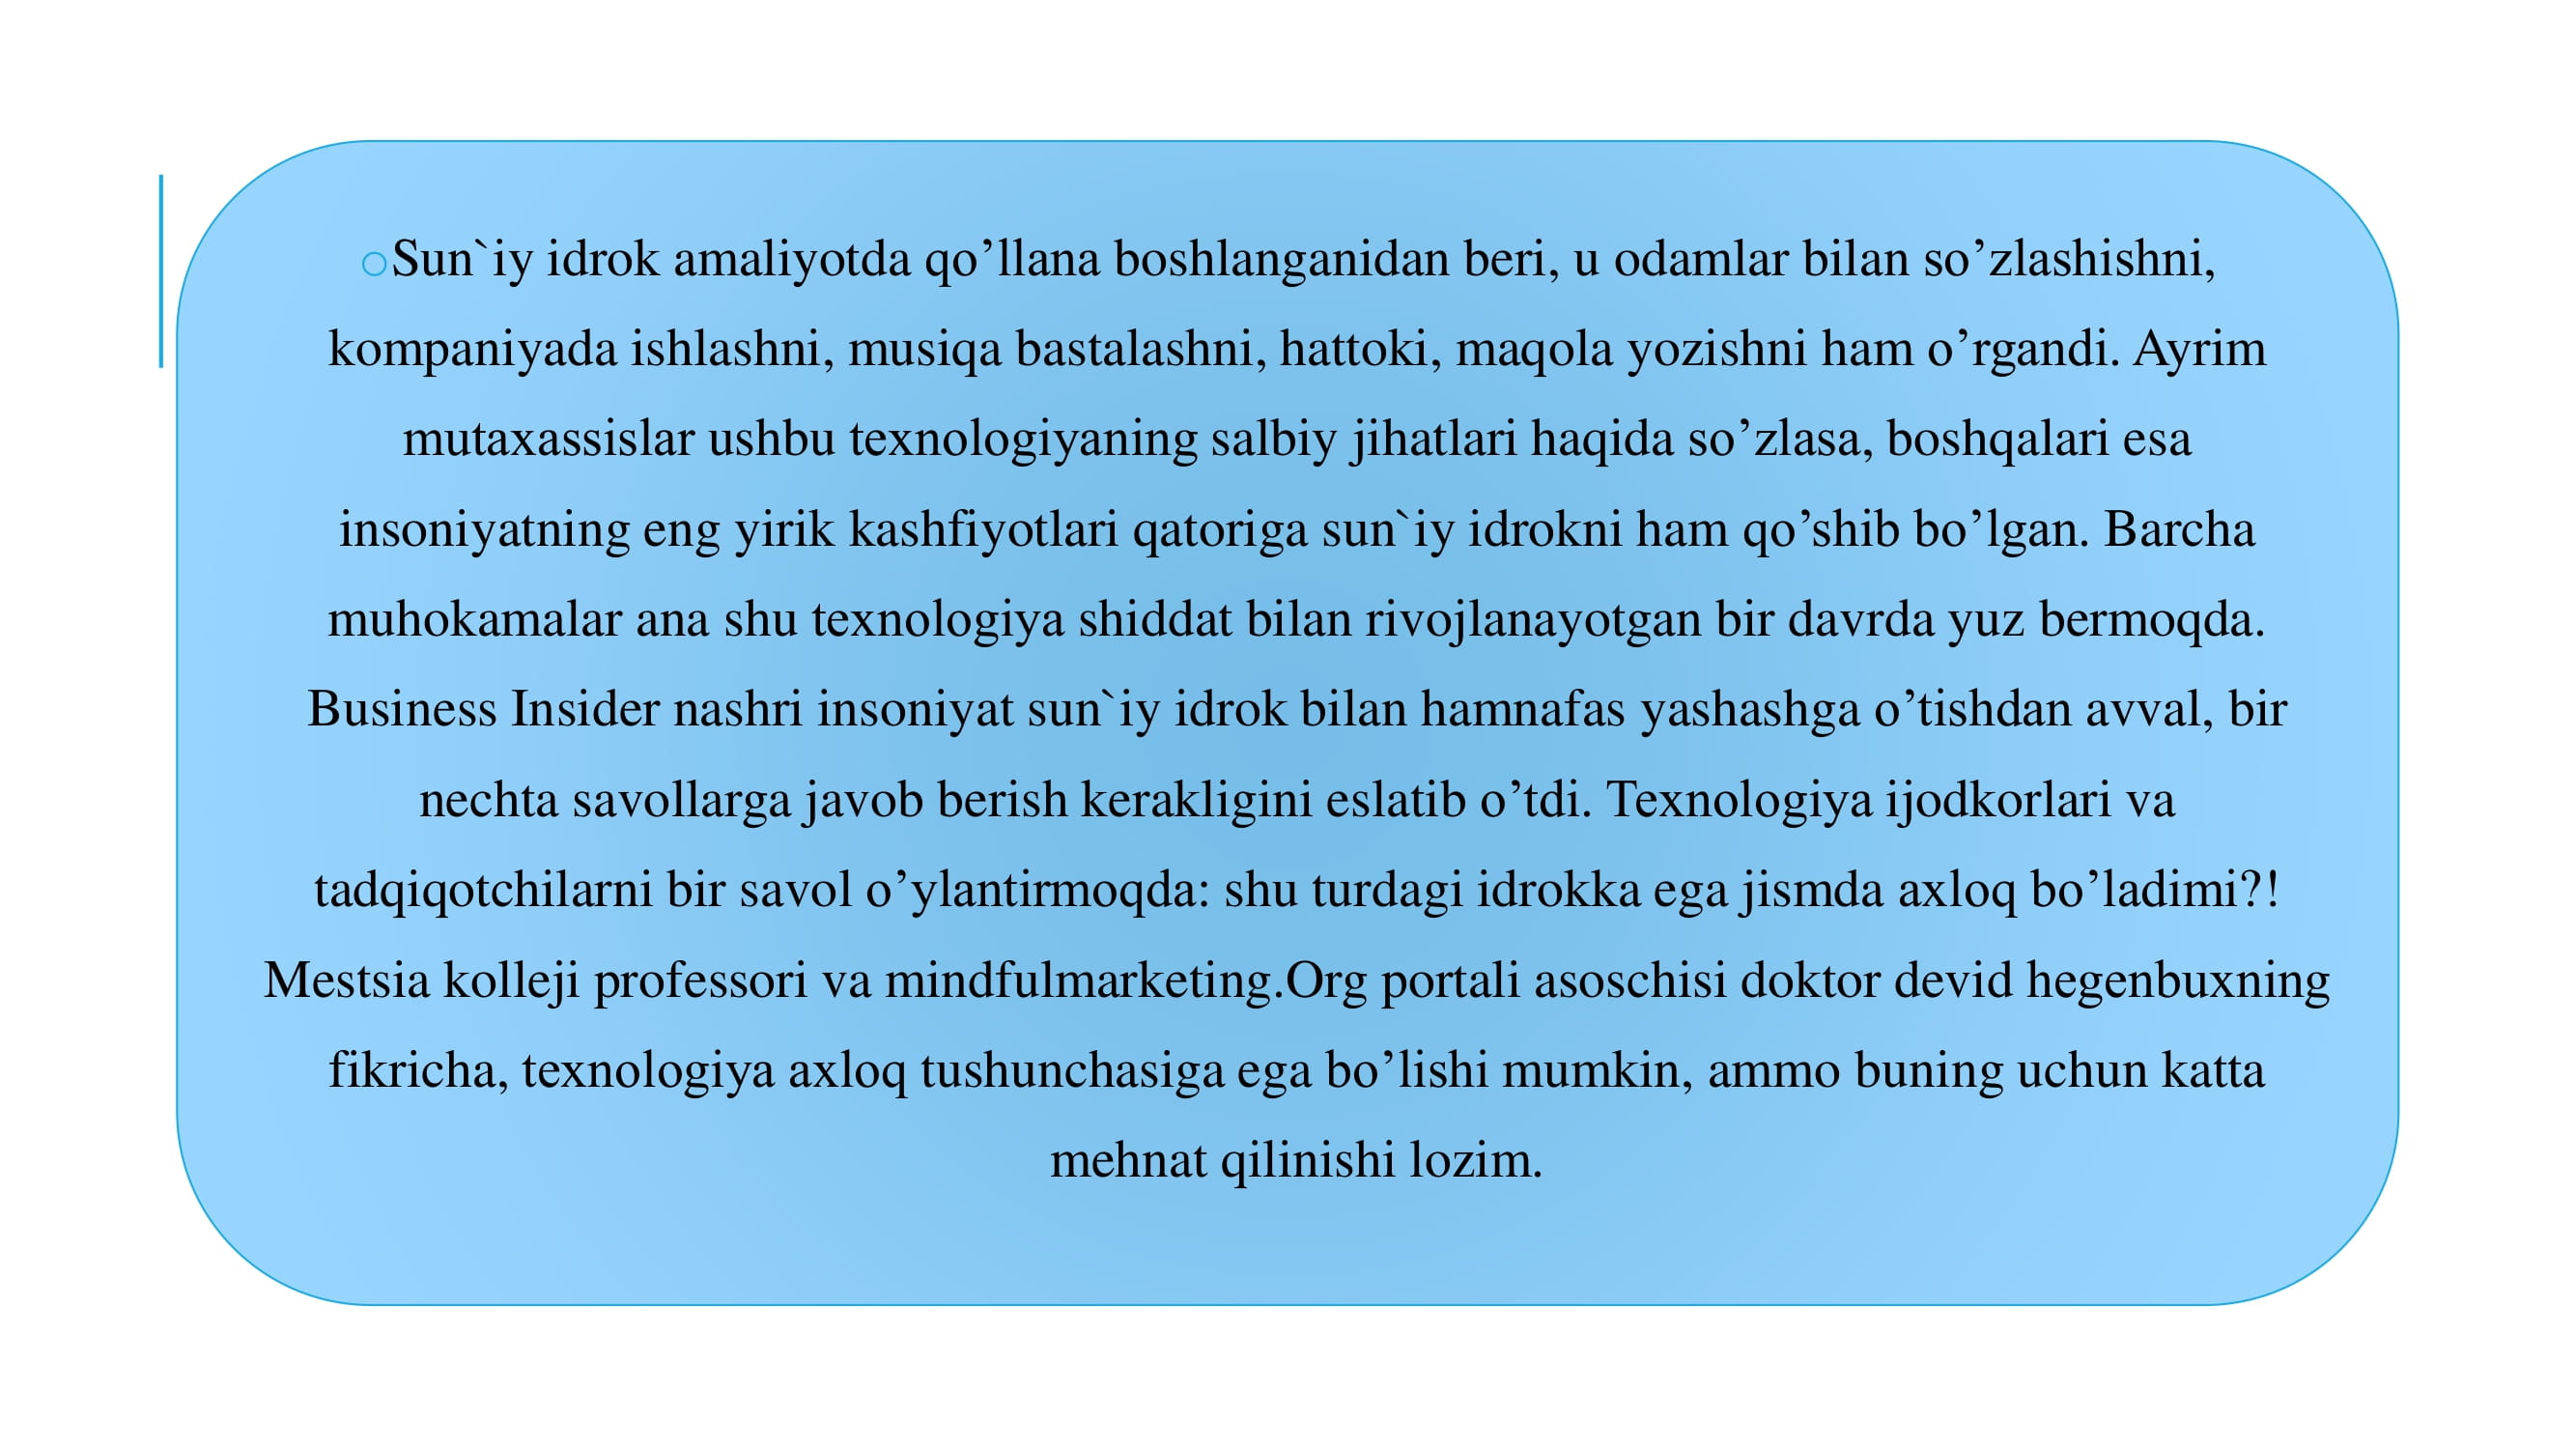 ○Sun`iy idrok amaliyotda qo’llana boshlanganidan beri, u odamlar bilan so’zlashishni,
kompaniyada ishlashni, musiqa bastalashni, hattoki, maqola yozishni ham o’rgandi. Ayrim
mutaxassislar ushbu texnologiyaning salbiy jihatlari haqida so’zlasa, boshqalari esa
insoniyatning eng yirik kashfiyotlari qatoriga sun`iy idrokni ham qo’shib bo’lgan. Barcha
muhokamalar ana shu texnologiya shiddat bilan rivojlanayotgan bir davrda yuz bermoqda.
Business Insider nashri insoniyat sun`iy idrok bilan hamnafas yashashga o’tishdan avval, bir
nechta savollarga javob berish kerakligini eslatib o’tdi. Texnologiya ijodkorlari va
tadqiqotchilarni bir savol o’ylantirmoqda: shu turdagi idrokka ega jismda axloq bo’ladimi?!
Mestsia kolleji professori va mindfulmarketing.Org portali asoschisi doktor devid hegenbuxning
fikricha, texnologiya axloq tushunchasiga ega bo’lishi mumkin, ammo buning uchun katta
mehnat qilinishi lozim.